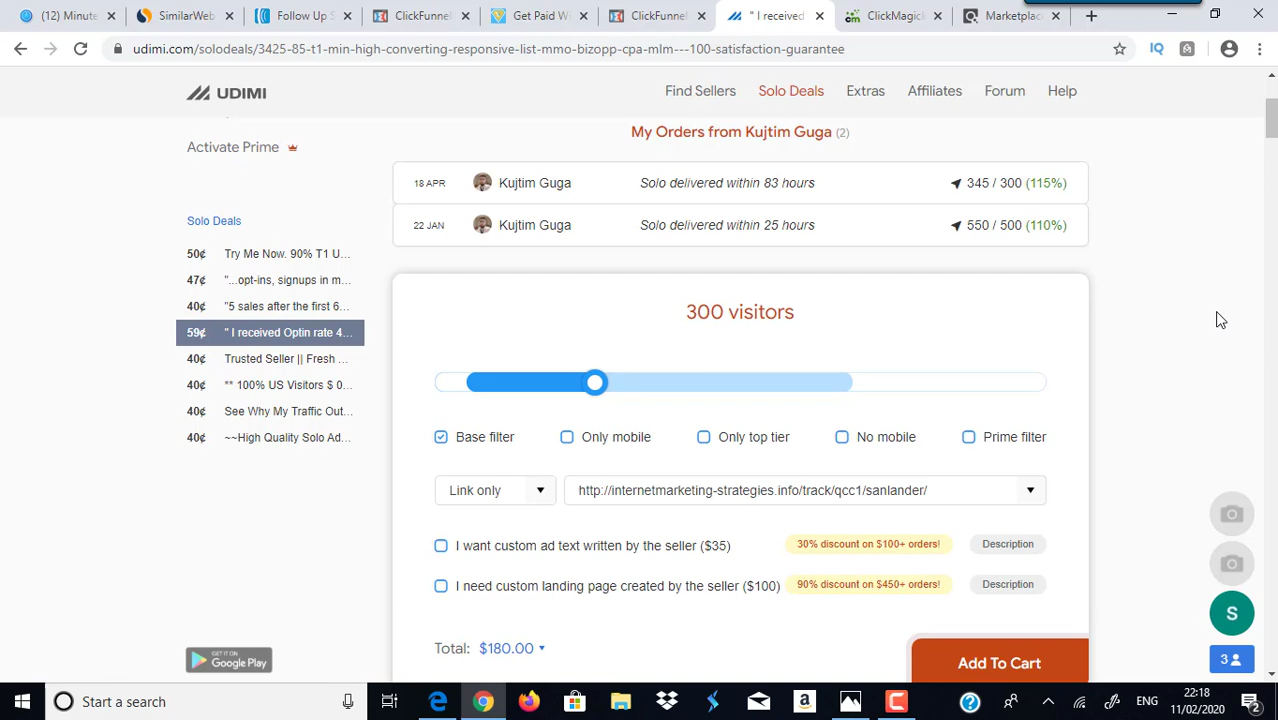 (12) Minute
SimilarWeb
Follow Up S
ClickFunnel
Get Paid Wi
ClickFunnel
" I received
ClickMagick
Marketplace
udimi.com/solodeals/3425-85-t1-min-high-converting-responsive-list-mmo-bizopp-cpa-mlm---100-satisfaction-guarantee
IQ
UDIMI
Find Sellers
Solo Deals
Extras
Affiliates
Forum
Help
Activate Prime
My Orders from Kujtim Guga (2)
18 APR Kujtim Guga Solo delivered within 83 hours 345 / 300 (115%)
22 JAN Kujtim Guga Solo delivered within 25 hours 550 / 500 (110%)
Solo Deals
50¢ Try Me Now. 90% T1 U...
47¢ "...opt-ins, signups in m...
40¢ "5 sales after the first 6...
59¢ " I received Optin rate 4...
40¢ Trusted Seller || Fresh ...
40¢ ** 100% US Visitors $ 0...
40¢ See Why My Traffic Out...
40¢ ~~High Quality Solo Ad...
300 visitors
Base filter
Only mobile
Only top tier
No mobile
Prime filter
Link only
http://internetmarketing-strategies.info/track/qcc1/sanlander/
I want custom ad text written by the seller ($35)
30% discount on $100+ orders!
Description
I need custom landing page created by the seller ($100)
90% discount on $450+ orders!
Description
Total: $180.00
Add To Cart
S
3
GET IT ON
Google Play
Start a search
ENG
22:18
11/02/2020
2